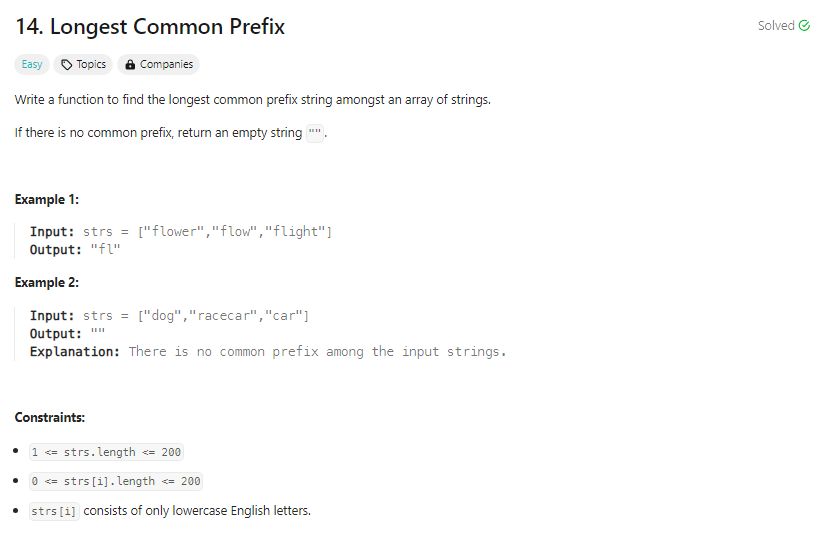 14. Longest Common Prefix
Solved
Easy
Topics
Companies
Write a function to find the longest common prefix string amongst an array of strings.
If there is no common prefix, return an empty string "".
Example 1:
Input: strs = ["flower","flow","flight"]
Output: "fl"
Example 2:
Input: strs = ["dog","racecar","car"]
Output: ""
Explanation: There is no common prefix among the input strings.
Constraints:
1 <= strs.length <= 200
0 <= strs[i].length <= 200
strs[i] consists of only lowercase English letters.